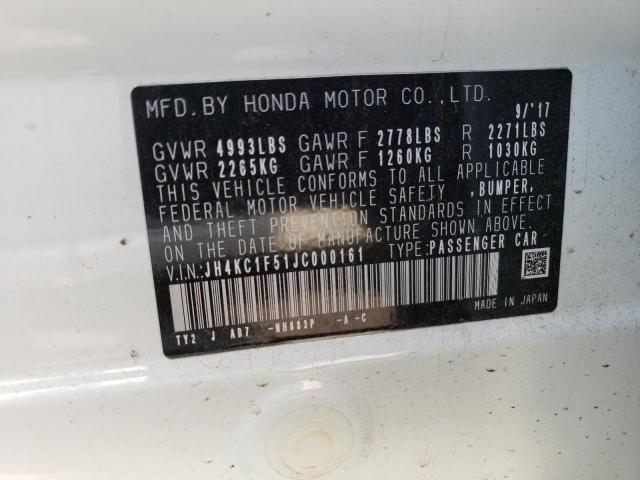 MFD. BY HONDA MOTOR CO., LTD. 9/'17
GVWR 4993LBS GAWR F 2778LBS R 2271LBS
GVWR 2265KG GAWR F 1260KG R 1030KG
THIS VEHICLE CONFORMS TO ALL APPLICABLE
FEDERAL MOTOR VEHICLE SAFETY, BUMPER,
AND THEFT PREVENTION STANDARDS IN EFFECT
ON THE DATE OF MANUFACTURE SHOWN ABOVE.
V.I.N.:JH4KC1F51JC000161 TYPE:PASSENGER CAR
TY2 J AB7 -NH883P -A -C MADE IN JAPAN